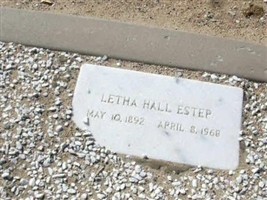 LETHA HALL ESTEP
MAY 10, 1892 APRIL 8, 1968